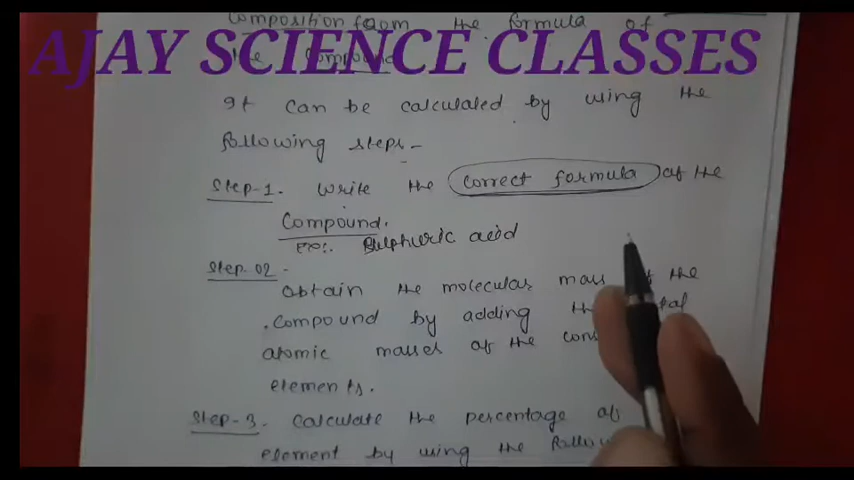 composition from the formula of
AJAY SCIENCE CLASSES
the compound
It can be calculated by using the
following steps-
Step-1. write the correct formula of the
compound.
Ex:. Sulphuric acid
Step. 02 -
obtain the molecular mass of the
compound by adding the
atomic masses of the
elements.
Step-3. Calculate the percentage of
element by using the